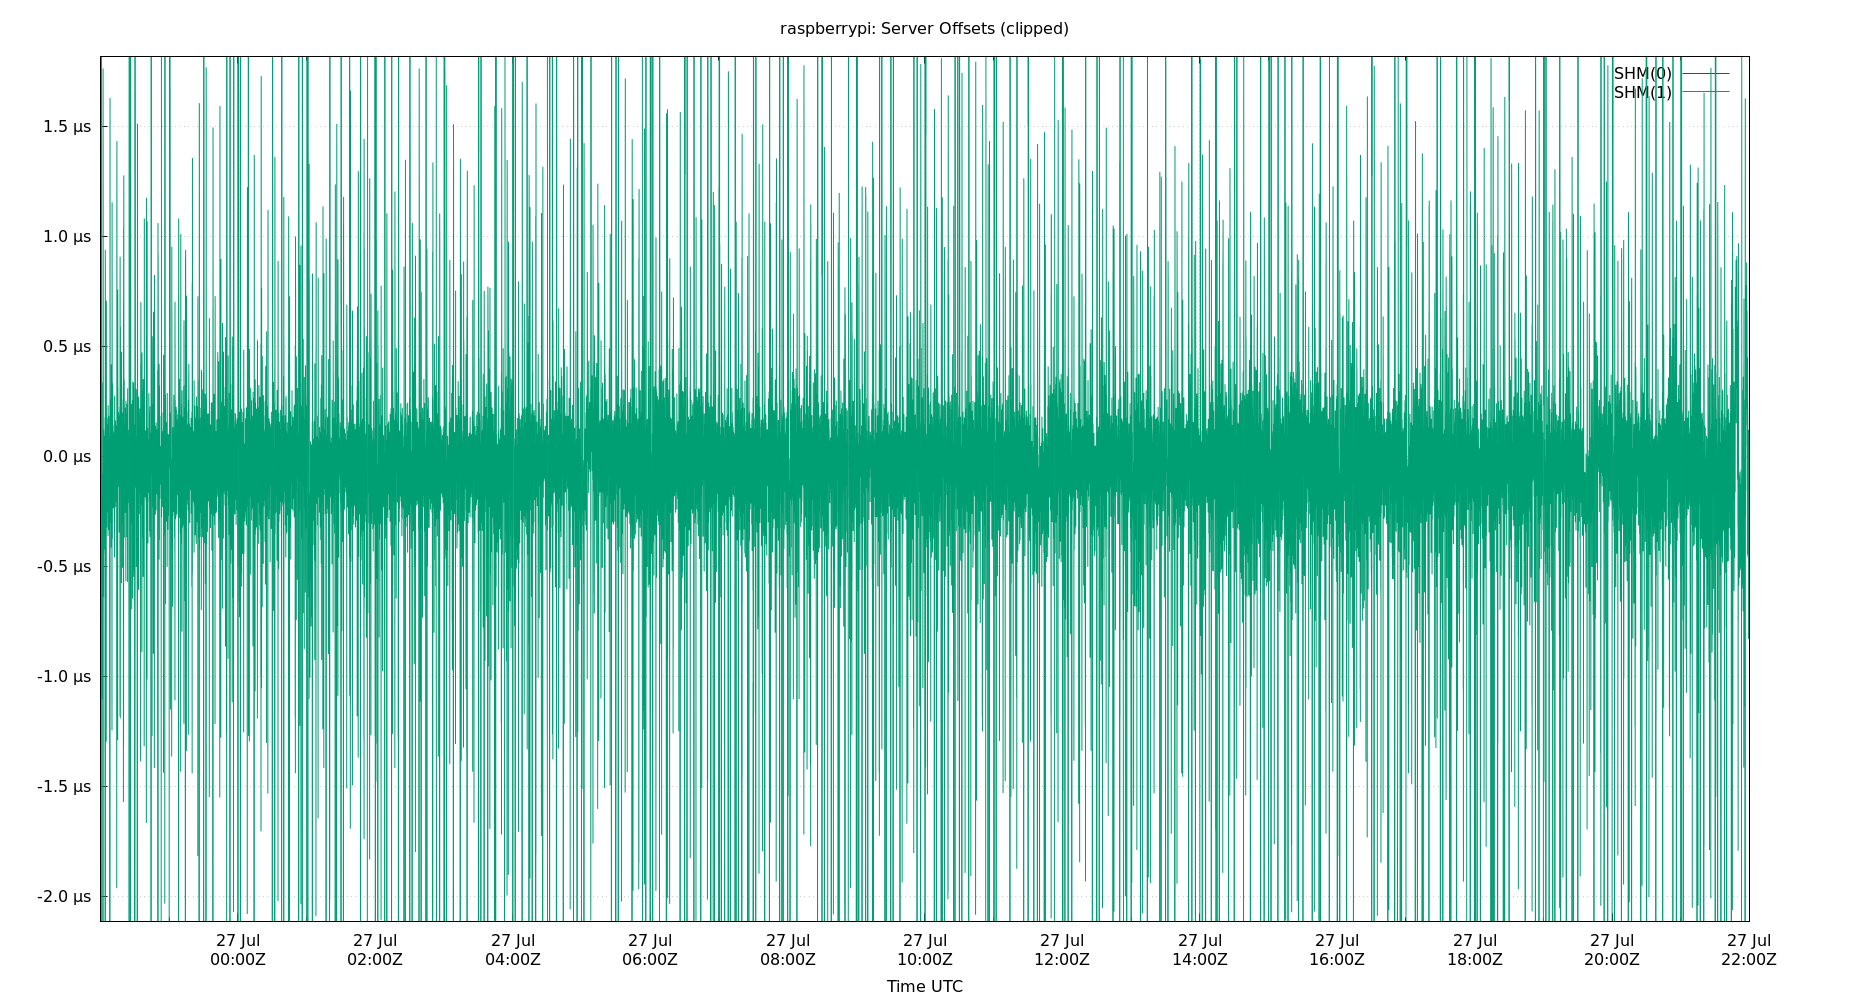 raspberrypi: Server Offsets (clipped)
SHM(0)
SHM(1)
1.5 µs
1.0 µs
0.5 µs
0.0 µs
-0.5 µs
-1.0 µs
-1.5 µs
-2.0 µs
27 Jul 27 Jul 27 Jul 27 Jul 27 Jul 27 Jul 27 Jul 27 Jul 27 Jul 27 Jul 27 Jul 27 Jul
00:00Z 02:00Z 04:00Z 06:00Z 08:00Z 10:00Z 12:00Z 14:00Z 16:00Z 18:00Z 20:00Z 22:00Z
Time UTC